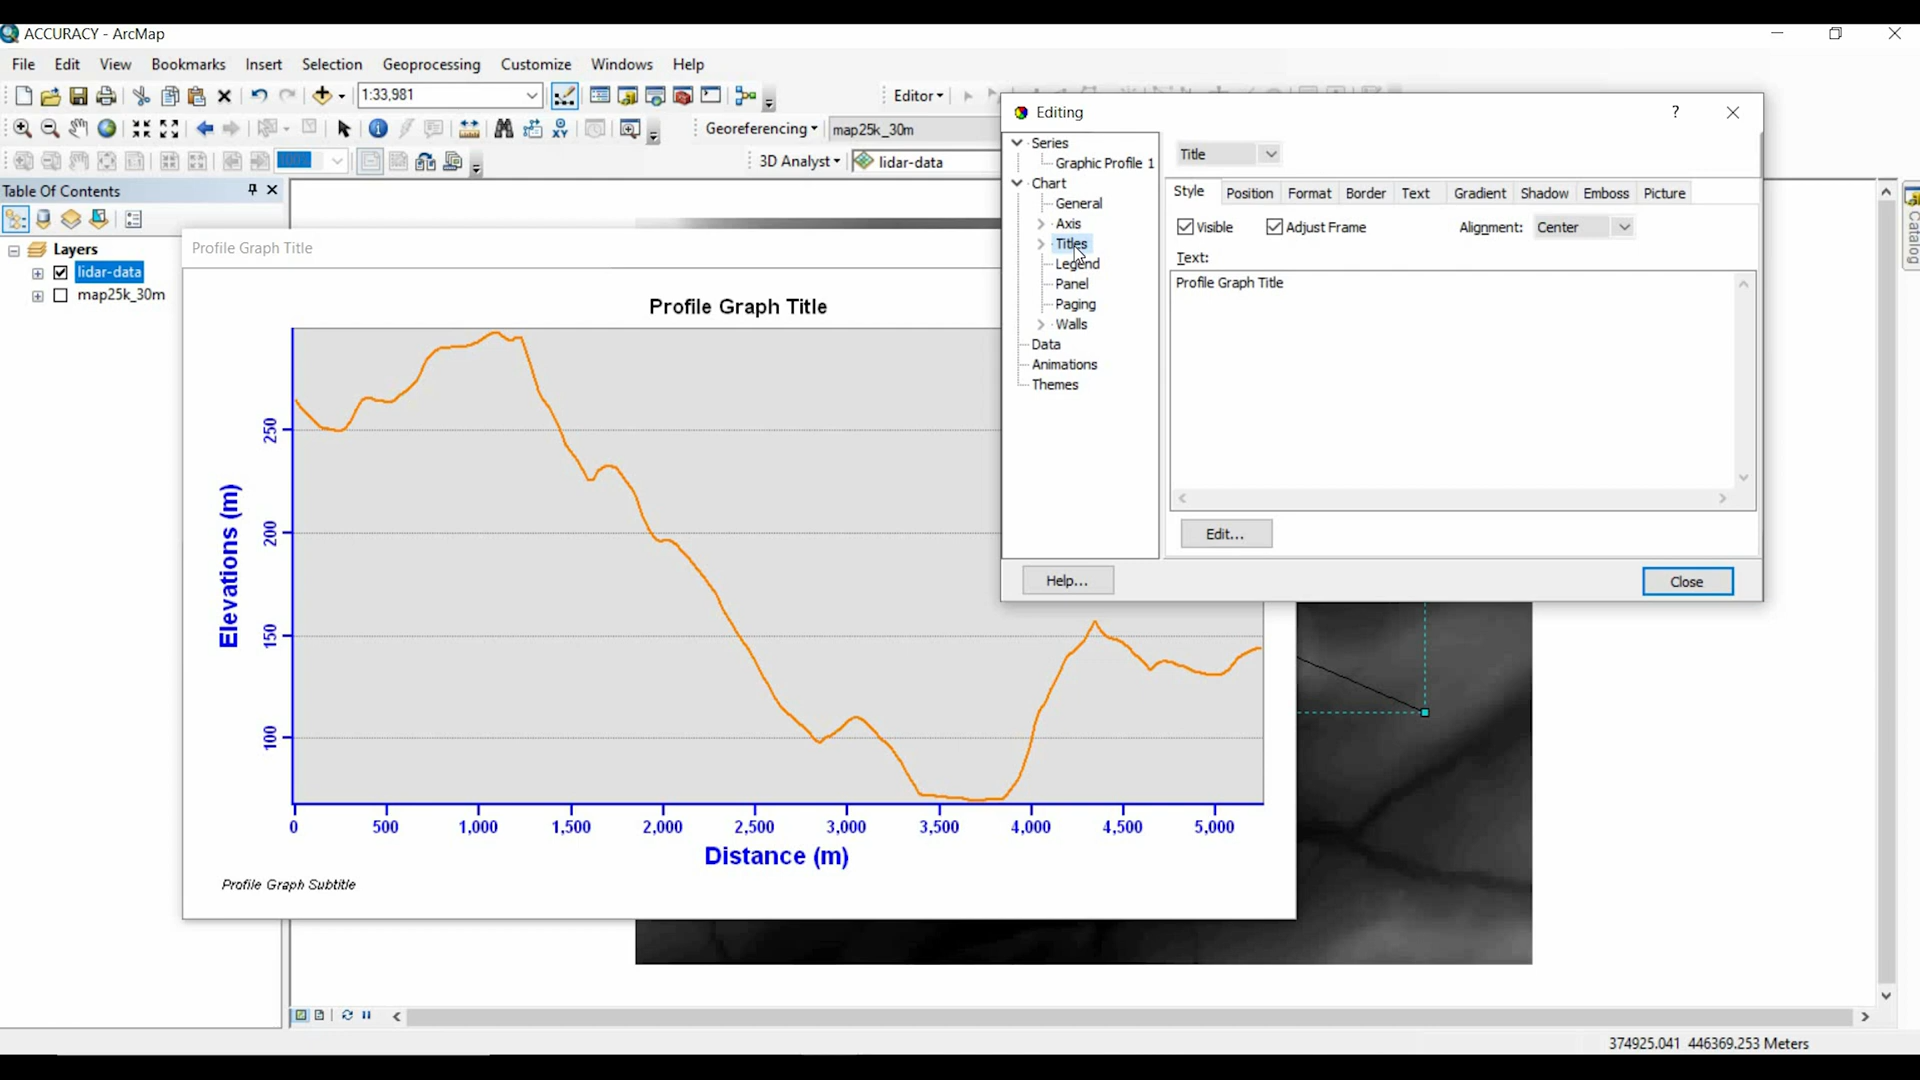 ACCURACY - ArcMap
File Edit View Bookmarks Insert Selection Geoprocessing Customize Windows Help
1:33,981
Editor
Georeferencing map25k_30m
3D Analyst lidar-data
Table Of Contents
Layers
lidar-data
map25k_30m
Profile Graph Title
Profile Graph Title
Elevations (m)
250
200
150
100
0 500 1,000 1,500 2,000 2,500 3,000 3,500 4,000 4,500 5,000
Distance (m)
Profile Graph Subtitle
Editing
?
Series
Graphic Profile 1
Chart
General
Axis
Titles
Legend
Panel
Paging
Walls
Data
Animations
Themes
Title
Style Position Format Border Text Gradient Shadow Emboss Picture
Visible Adjust Frame Alignment: Center
Text:
Profile Graph Title
Edit...
Help... Close
Catalog
374925.041 446369.253 Meters